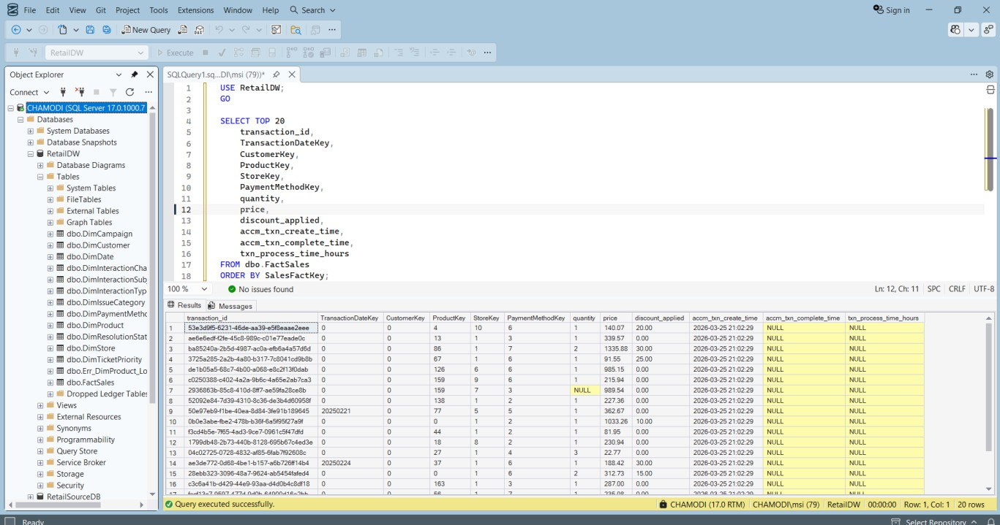 File Edit View Git Project Tools Extensions Window Help Search Sign in
New Query
RetailDW Execute
Object Explorer
Connect
CHAMODI (SQL Server 17.0.1000.7
Databases
System Databases
Database Snapshots
RetailDW
Database Diagrams
Tables
System Tables
FileTables
External Tables
Graph Tables
dbo.DimCampaign
dbo.DimCustomer
dbo.DimDate
dbo.DimInteractionCha
dbo.DimInteractionSub
dbo.DimInteractionTyp
dbo.DimIssueCategory
dbo.DimPaymentMetho
dbo.DimProduct
dbo.DimResolutionStat
dbo.DimStore
dbo.DimTicketPriority
dbo.Err_DimProduct_Lo
dbo.FactSales
Dropped Ledger Tables
Views
External Resources
Synonyms
Programmability
Query Store
Service Broker
Storage
Security
RetailSourceDB
SQLQuery1.sq...DI\msi (79))*
1 USE RetailDW;
2 GO
3
4 SELECT TOP 20
5 transaction_id,
6 TransactionDateKey,
7 CustomerKey,
8 ProductKey,
9 StoreKey,
10 PaymentMethodKey,
11 quantity,
12 price,
13 discount_applied,
14 accm_txn_create_time,
15 accm_txn_complete_time,
16 txn_process_time_hours
17 FROM dbo.FactSales
18 ORDER BY SalesFactKey;
100 % No issues found Ln: 12, Ch: 11 SPC CRLF UTF-8
Results Messages
transaction_id TransactionDateKey CustomerKey ProductKey StoreKey PaymentMethodKey quantity price discount_applied accm_txn_create_time accm_txn_complete_time txn_process_time_hours
1 53e3d9f5-6231-46de-aa39-e5f8eaae2eee 0 0 4 10 6 1 140.07 20.00 2026-03-25 21:02:29 NULL NULL
2 ae6e6edf-f2fe-45c8-989c-c01e77eade0c 0 0 13 1 3 1 339.57 0.00 2026-03-25 21:02:29 NULL NULL
3 ba85240a-2b5d-4987-ac0a-efb6a4a57d6d 0 0 86 1 7 2 1335.88 30.00 2026-03-25 21:02:29 NULL NULL
4 3725a285-2a2b-4a80-b317-7c8041cd9b8b 0 0 67 1 6 1 91.55 25.00 2026-03-25 21:02:29 NULL NULL
5 de1b05a5-68c7-4b00-a068-e8c2f13f0dab 0 0 126 6 6 1 985.15 0.00 2026-03-25 21:02:29 NULL NULL
6 c0250388-c402-4a2a-9b6c-4a65e2ab7ca3 0 0 159 9 6 1 215.94 0.00 2026-03-25 21:02:29 NULL NULL
7 2936863b-85c8-410d-8ff7-ae59fa28ce8b 0 0 159 7 3 NULL 989.54 0.00 2026-03-25 21:02:29 NULL NULL
8 52092e84-7d39-4310-8c36-de3b4d60958f 0 0 138 1 2 1 227.36 0.00 2026-03-25 21:02:29 NULL NULL
9 50e97eb9-f1be-40ea-8d84-3fe91b189645 20250221 0 77 5 5 1 362.67 0.00 2026-03-25 21:02:29 NULL NULL
10 0b0e3abe-fbe2-478b-b36f-6a5f95f27a9f 0 0 0 1 2 1 1033.26 10.00 2026-03-25 21:02:29 NULL NULL
11 f3cd4b5e-7f65-4ad3-9ce7-0961c5f47dfd 0 0 44 1 2 1 81.95 0.00 2026-03-25 21:02:29 NULL NULL
12 1799db48-2b73-440b-8128-695b67c4ed3e 0 0 18 8 2 1 230.94 0.00 2026-03-25 21:02:29 NULL NULL
13 04c02725-0728-4832-af85-6fab7f92608c 0 0 27 1 4 3 22.77 0.00 2026-03-25 21:02:29 NULL NULL
14 ae3de772-0d68-4be1-b157-a6b726ff14b4 20250224 0 37 1 6 1 188.42 30.00 2026-03-25 21:02:29 NULL NULL
15 28ebb323-3096-48a7-9624-ab5454fafed4 0 0 0 1 6 2 312.73 15.00 2026-03-25 21:02:29 NULL NULL
16 c3c6a41b-d429-44e9-93aa-d4d0b4c8df18 0 0 163 1 3 1 287.00 0.00 2026-03-25 21:02:29 NULL NULL
Query executed successfully. CHAMODI (17.0 RTM) CHAMODI\msi (79) RetailDW 00:00:00 Row: 1, Col: 1 20 rows
Ready Select Repository